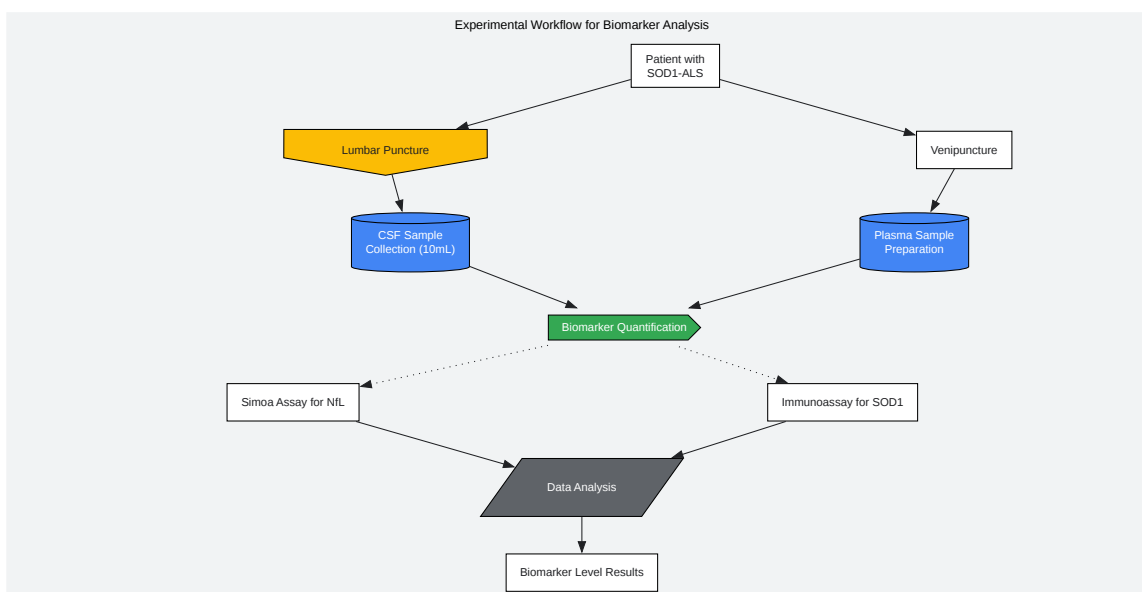 Experimental Workflow for Biomarker Analysis
Patient with
SOD1-ALS
Lumbar Puncture
Venipuncture
CSF Sample
Collection (10mL)
Plasma Sample
Preparation
Biomarker Quantification
Simoa Assay for NfL
Immunoassay for SOD1
Data Analysis
Biomarker Level Results